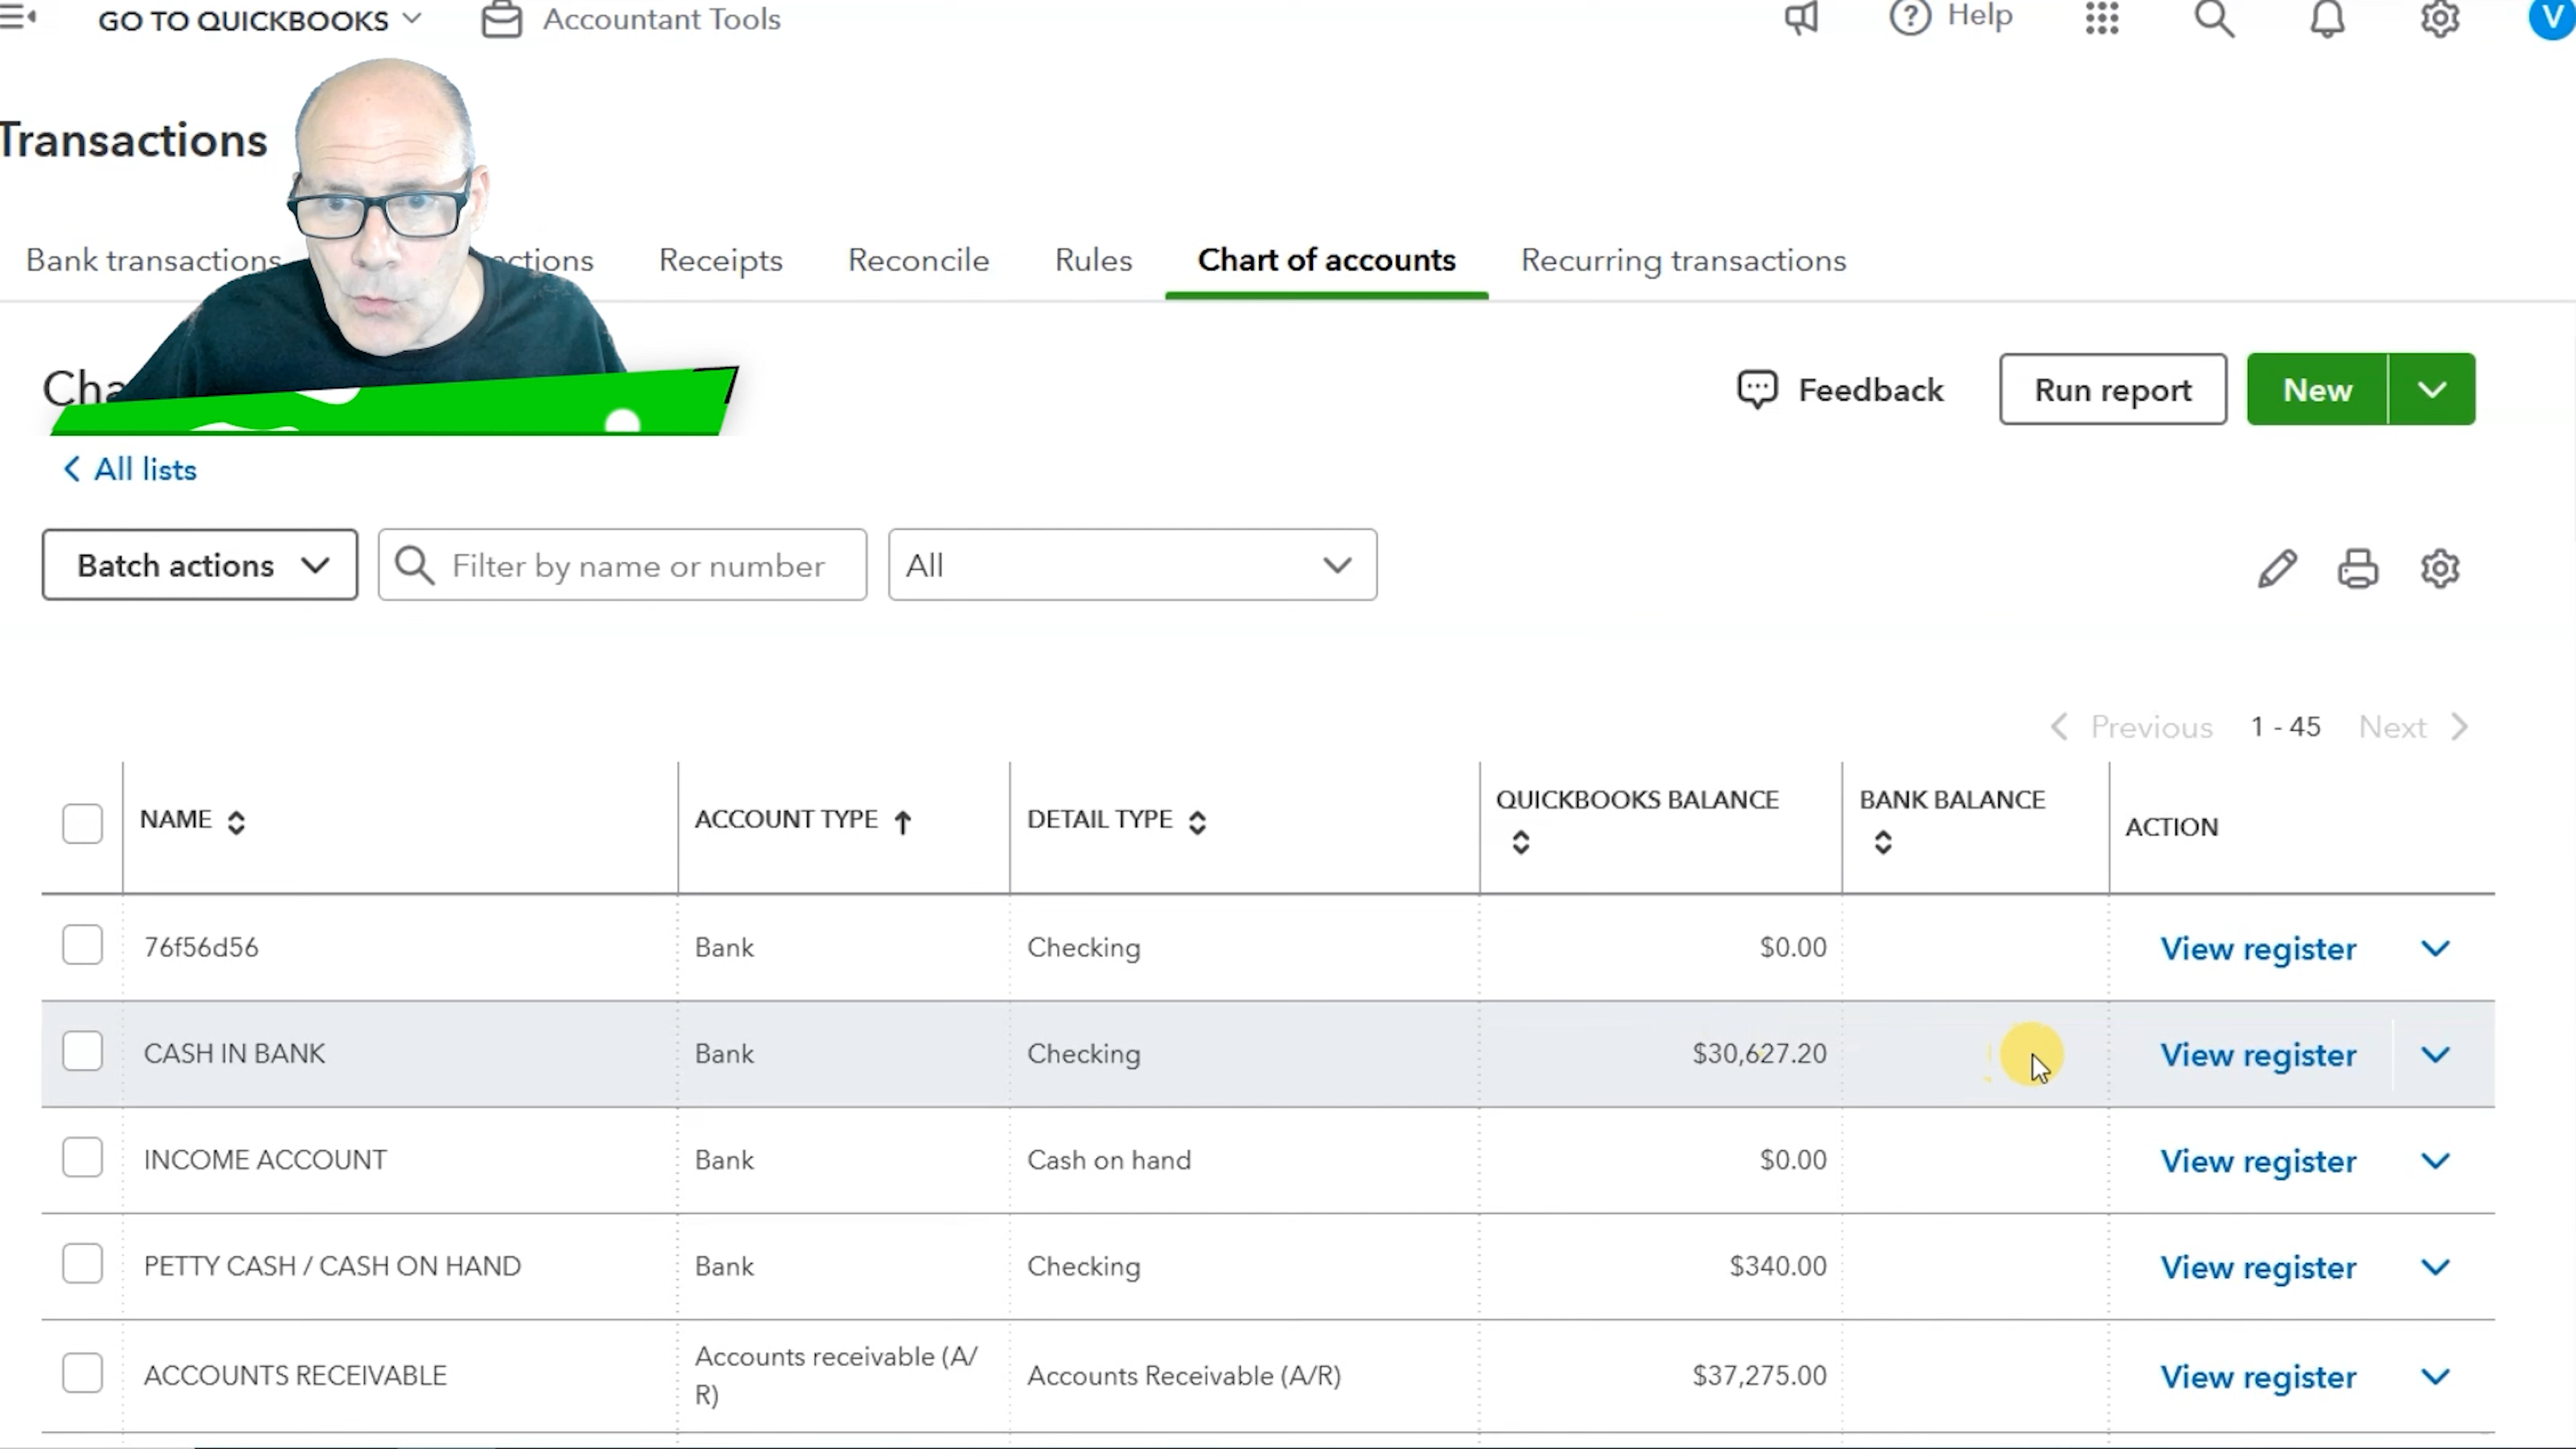 GO TO QUICKBOOKS
Accountant Tools
Help
V
Transactions
Bank transactions
Receipts
Reconcile
Rules
Chart of accounts
Recurring transactions
Feedback
Run report
New
All lists
Batch actions
Filter by name or number
All
Previous 1 - 45 Next
NAME ACCOUNT TYPE DETAIL TYPE QUICKBOOKS BALANCE BANK BALANCE ACTION
76f56d56 Bank Checking $0.00 View register
CASH IN BANK Bank Checking $30,627.20 View register
INCOME ACCOUNT Bank Cash on hand $0.00 View register
PETTY CASH / CASH ON HAND Bank Checking $340.00 View register
ACCOUNTS RECEIVABLE Accounts receivable (A/
R) Accounts Receivable (A/R) $37,275.00 View register